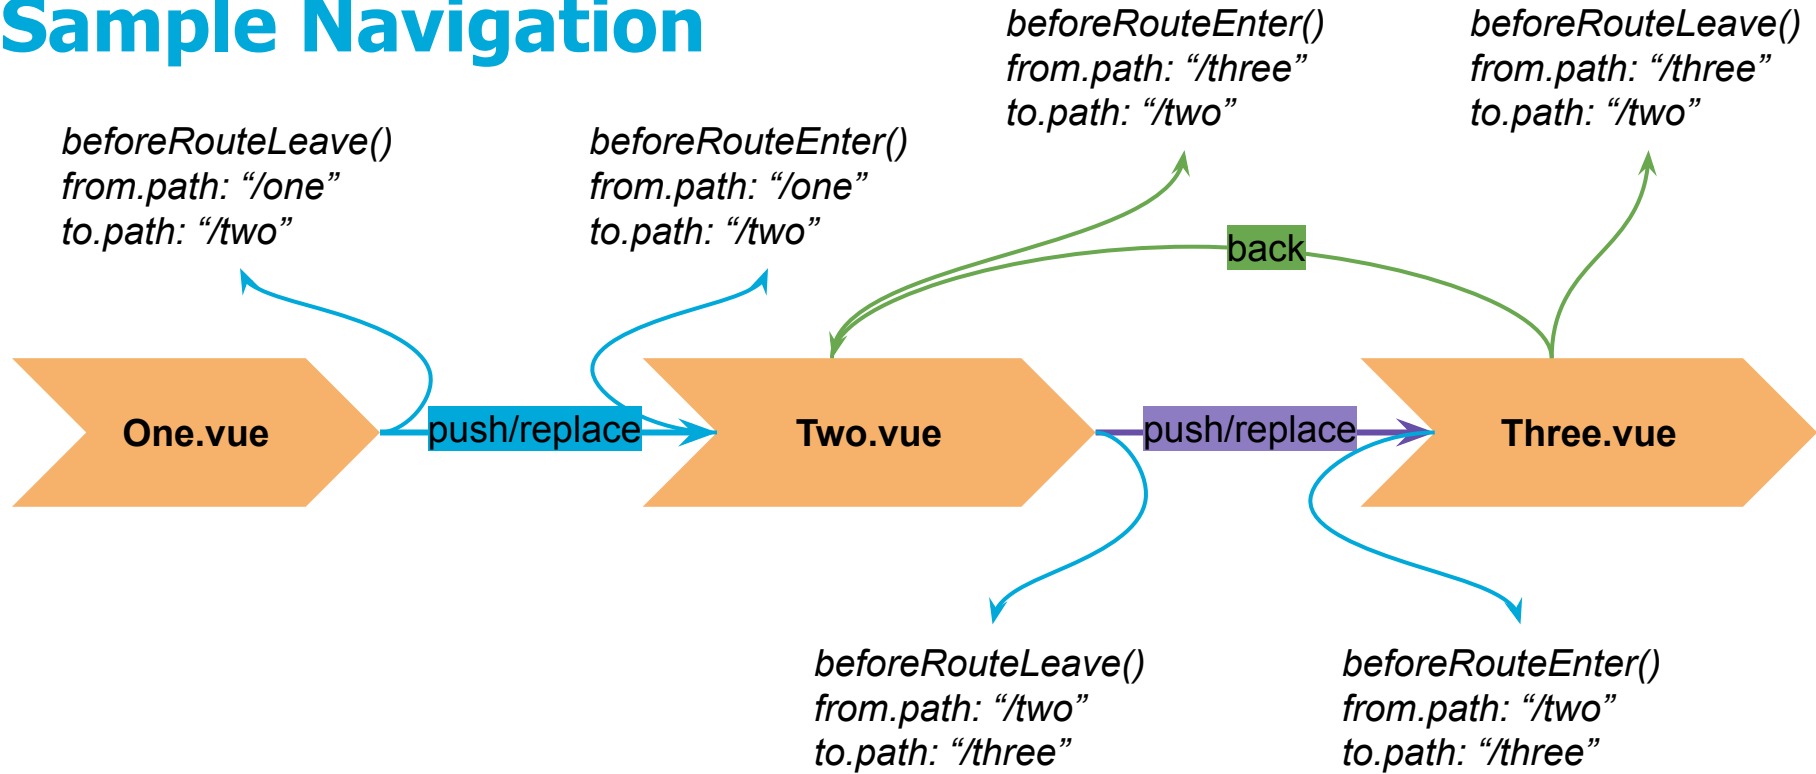 Sample Navigation
beforeRouteEnter()
from.path: “/three”
to.path: “/two”
beforeRouteLeave()
from.path: “/three”
to.path: “/two”
beforeRouteLeave()
from.path: “/one”
to.path: “/two”
beforeRouteEnter()
from.path: “/one”
to.path: “/two”
back
One.vue
push/replace
Two.vue
push/replace
Three.vue
beforeRouteLeave()
from.path: “/two”
to.path: “/three”
beforeRouteEnter()
from.path: “/two”
to.path: “/three”